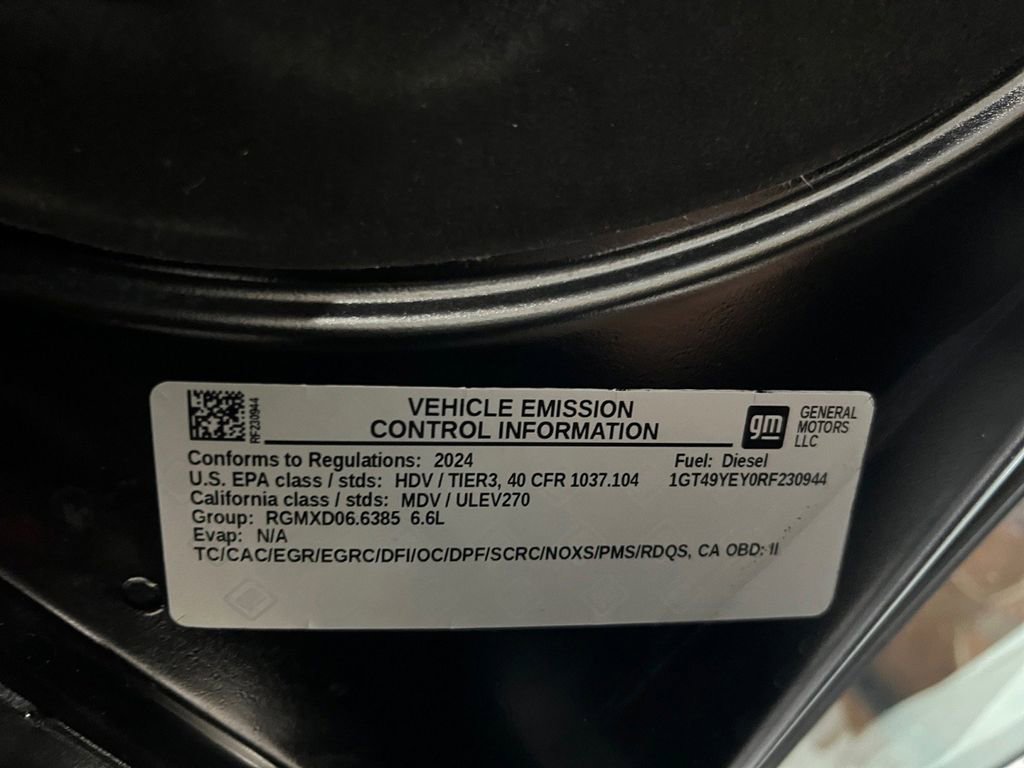 VEHICLE EMISSION
CONTROL INFORMATION
RF230944
gm
GENERAL
MOTORS
LLC
Conforms to Regulations: 2024
Fuel: Diesel
U.S. EPA class / stds: HDV / TIER3, 40 CFR 1037.104
1GT49YEY0RF230944
California class / stds: MDV / ULEV270
Group: RGMXD06.6385 6.6L
Evap: N/A
TC/CAC/EGR/EGRC/DFI/OC/DPF/SCRC/NOXS/PMS/RDQS, CA OBD: II